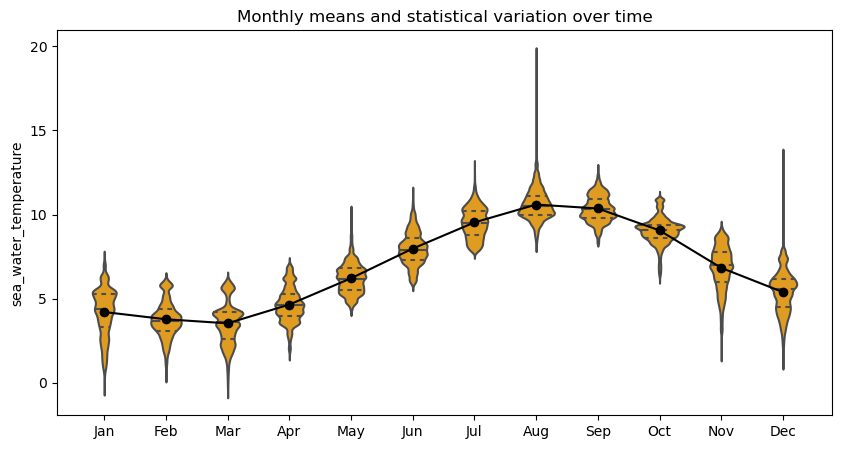 Monthly means and statistical variation over time
20
15
10
5
0
sea_water_temperature
Jan Feb Mar Apr May Jun Jul Aug Sep Oct Nov Dec